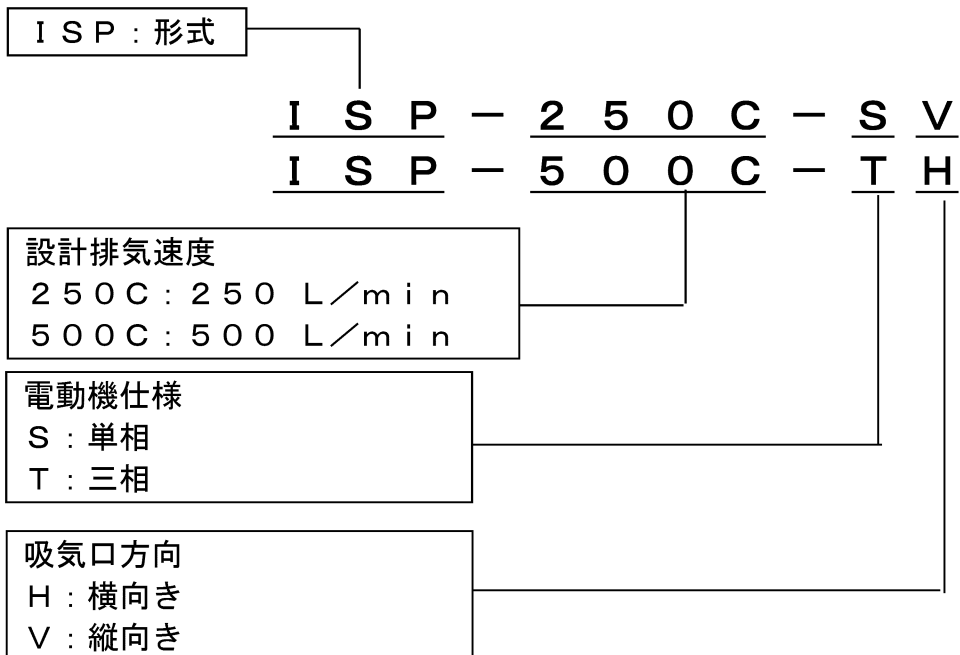 ＩＳＰ：形式
ＩＳＰ－２５０Ｃ－ＳＶ
ＩＳＰ－５００Ｃ－ＴＨ
設計排気速度
２５０Ｃ：２５０ Ｌ／ｍｉｎ
５００Ｃ：５００ Ｌ／ｍｉｎ
電動機仕様
Ｓ：単相
Ｔ：三相
吸気口方向
Ｈ：横向き
Ｖ：縦向き